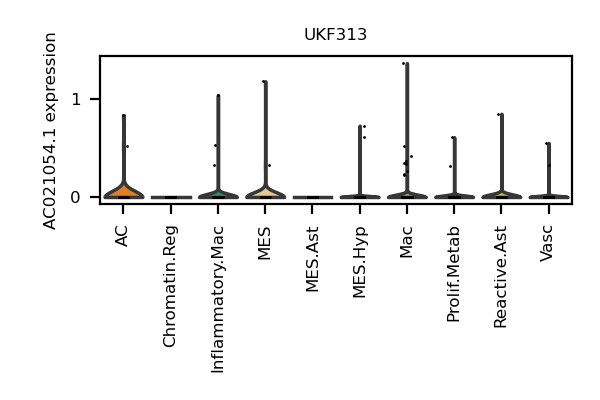 UKF313
AC021054.1 expression
1
0
AC
Chromatin.Reg
Inflammatory.Mac
MES
MES.Ast
MES.Hyp
Mac
Prolif.Metab
Reactive.Ast
Vasc